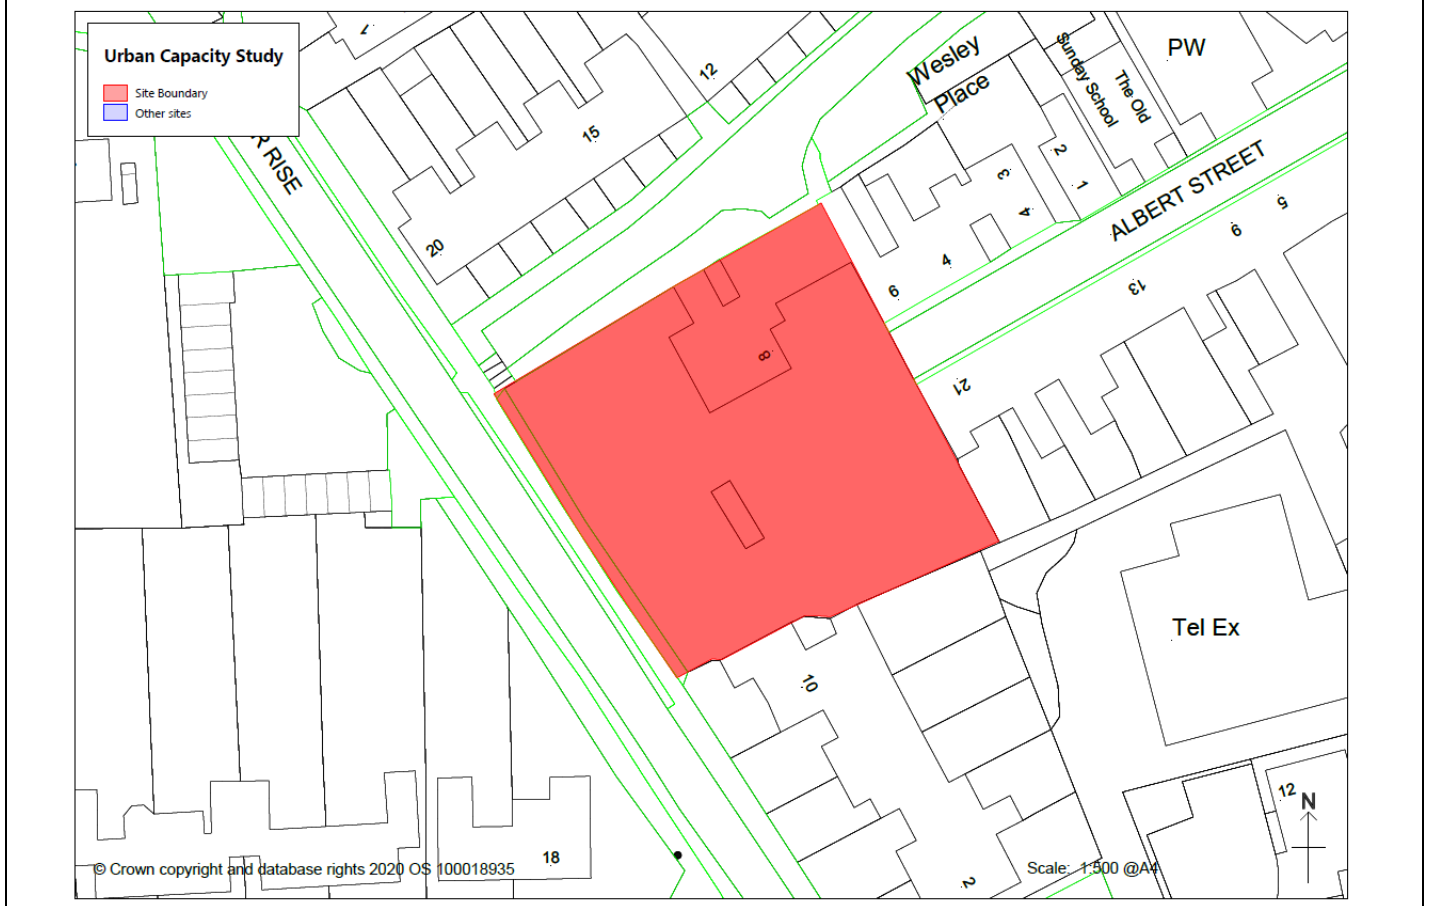 Urban Capacity Study
Site Boundary
Other sites
R RISE
1
12
15
20
Wesley
Place
Sunday School
The Old
PW
ALBERT STREET
2
1
3
4
4
6
5
9
13
21
8
10
Tel Ex
12
N
18
2
© Crown copyright and database rights 2020 OS 100018935
Scale: 1:500 @A4